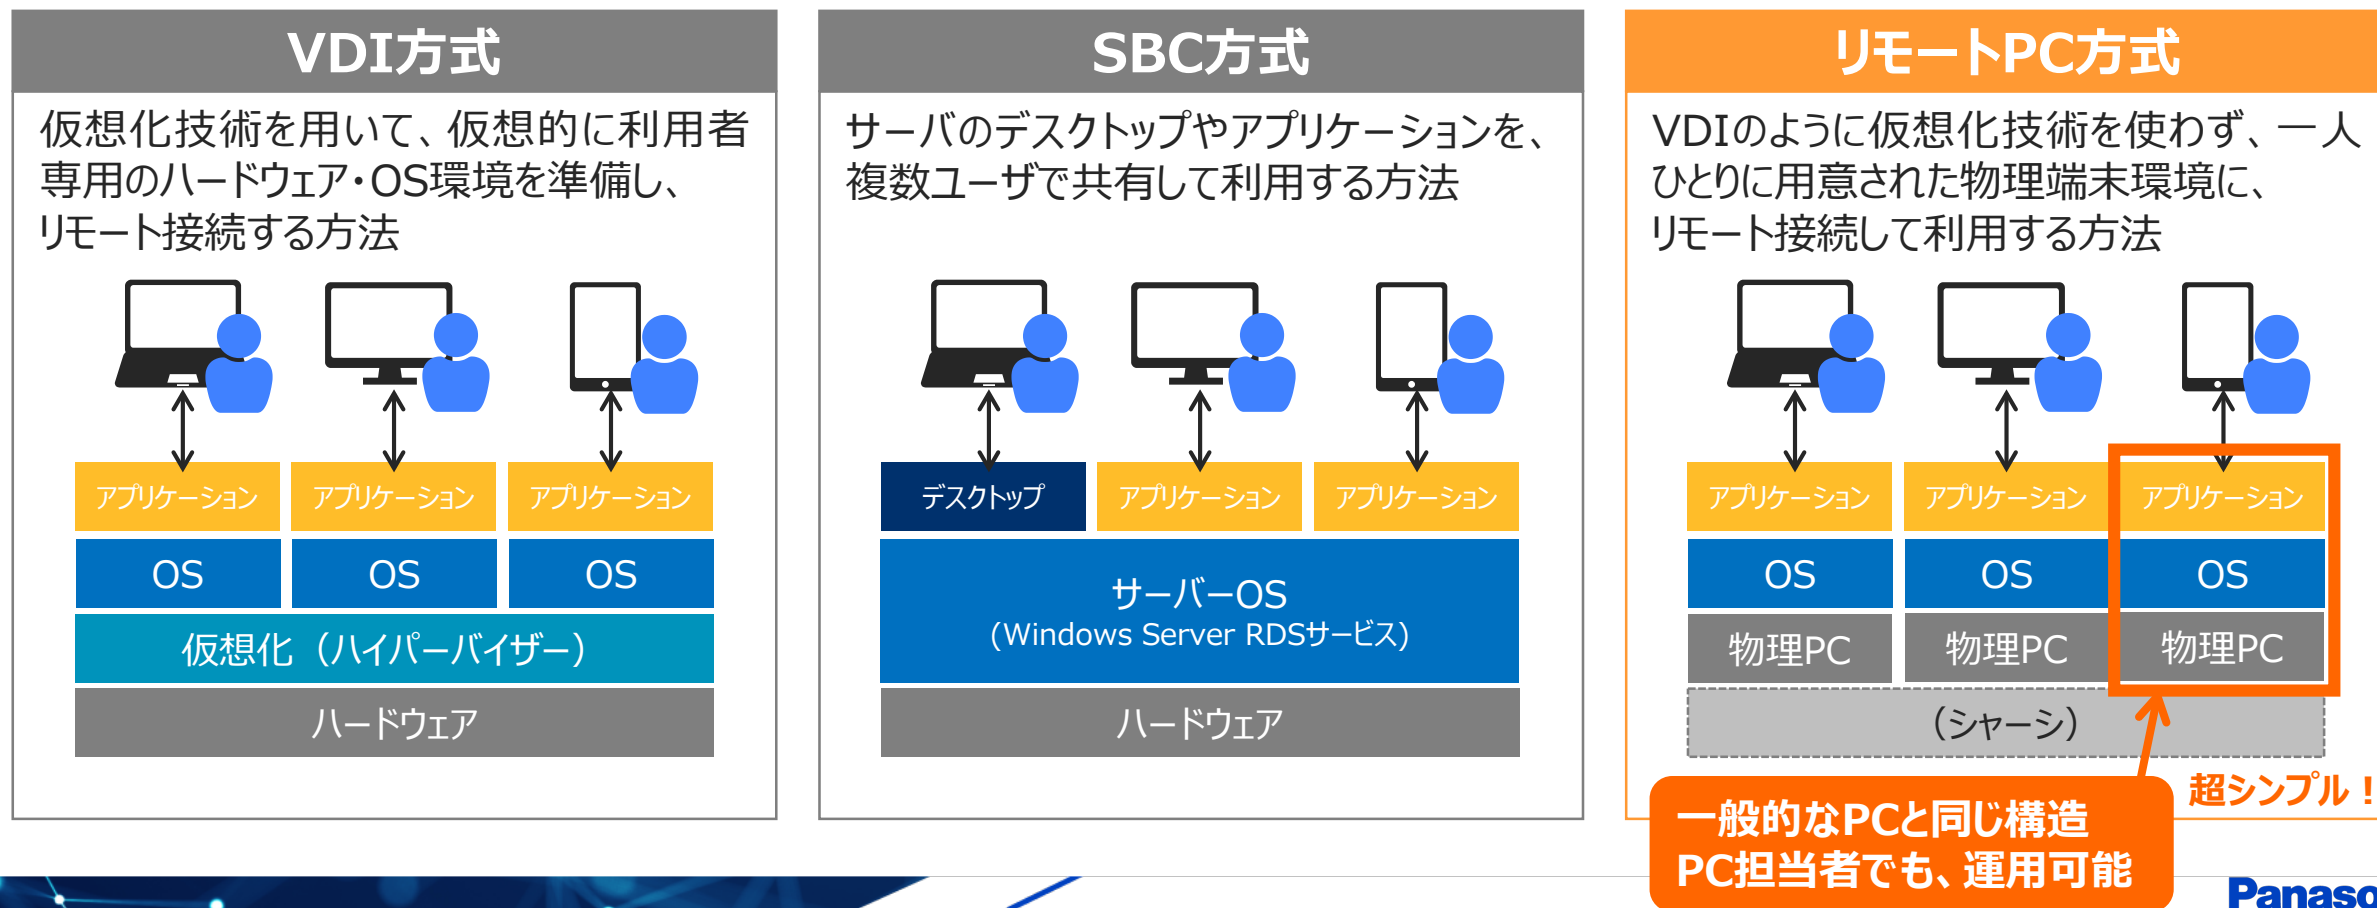 VDI方式
仮想化技術を用いて、仮想的に利用者
専用のハードウェア・OS環境を準備し、
リモート接続する方法
アプリケーション
アプリケーション
アプリケーション
OS
OS
OS
仮想化（ハイパーバイザー）
ハードウェア
SBC方式
サーバのデスクトップやアプリケーションを、
複数ユーザで共有して利用する方法
デスクトップ
アプリケーション
アプリケーション
サーバーOS
(Windows Server RDSサービス)
ハードウェア
リモートPC方式
VDIのように仮想化技術を使わず、一人
ひとりに用意された物理端末環境に、
リモート接続して利用する方法
アプリケーション
アプリケーション
アプリケーション
OS
OS
OS
物理PC
物理PC
物理PC
（シャーシ）
超シンプル！
一般的なPCと同じ構造
PC担当者でも、運用可能